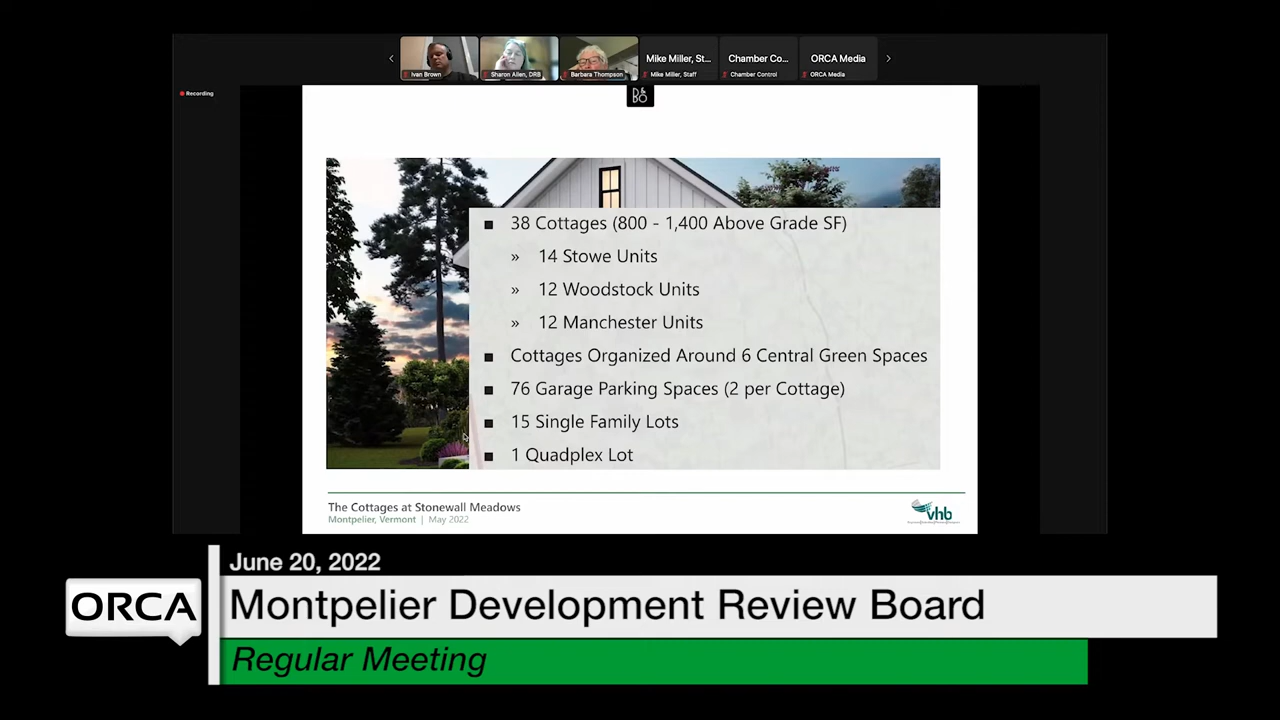 Mike Miller, St...
Chamber Co...
ORCA Media
Ivan Brown
Sharon Allen, DRB
Barbara Thompson
Mike Miller, Staff
Chamber Control
ORCA Media
Recording
■ 38 Cottages (800 - 1,400 Above Grade SF)
» 14 Stowe Units
» 12 Woodstock Units
» 12 Manchester Units
■ Cottages Organized Around 6 Central Green Spaces
■ 76 Garage Parking Spaces (2 per Cottage)
■ 15 Single Family Lots
■ 1 Quadplex Lot
The Cottages at Stonewall Meadows
Montpelier, Vermont | May 2022
vhb
June 20, 2022
ORCA
Montpelier Development Review Board
Regular Meeting